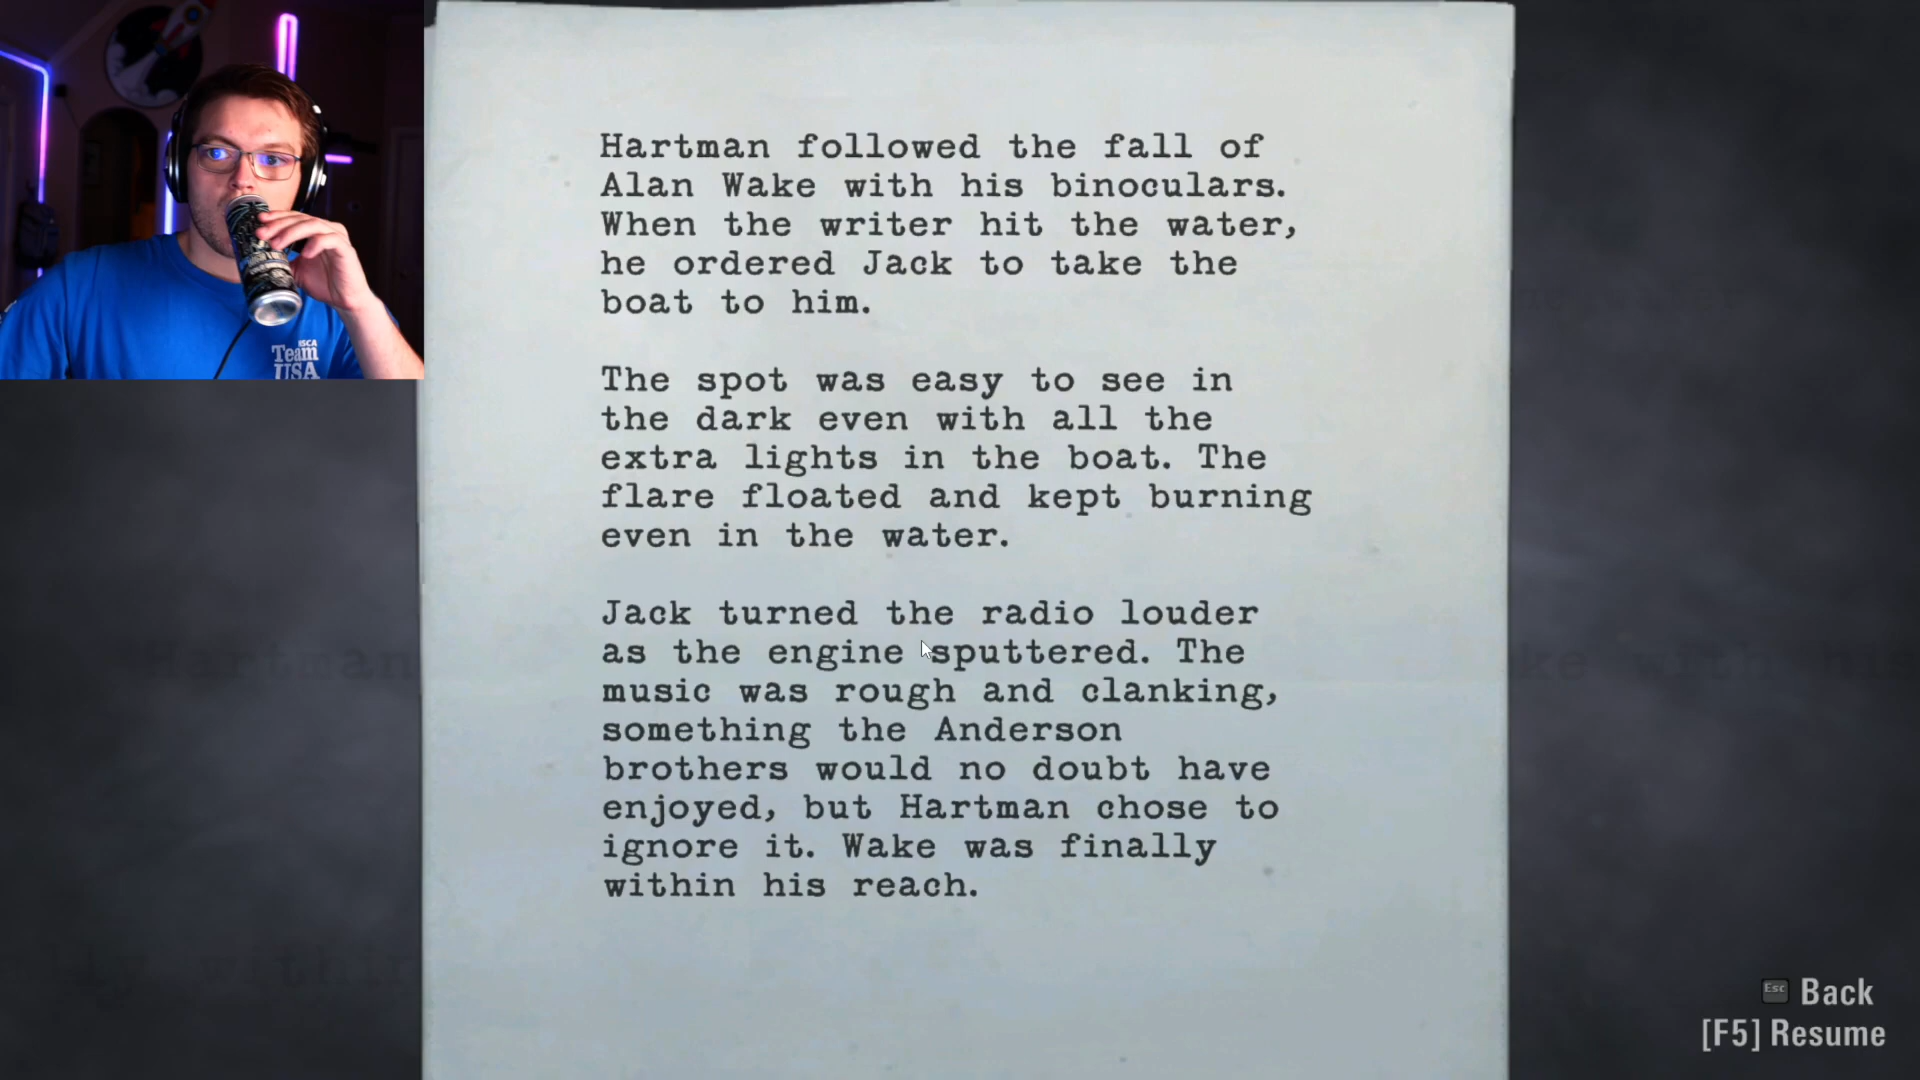 Hartman followed the fall of
Alan Wake with his binoculars.
When the writer hit the water,
he ordered Jack to take the
boat to him.
The spot was easy to see in
the dark even with all the
extra lights in the boat. The
flare floated and kept burning
even in the water.
Jack turned the radio louder
as the engine sputtered. The
music was rough and clanking,
something the Anderson
brothers would no doubt have
enjoyed, but Hartman chose to
ignore it. Wake was finally
within his reach.
Team
USA
Hartman
with his
within
Esc Back
[F5] Resume